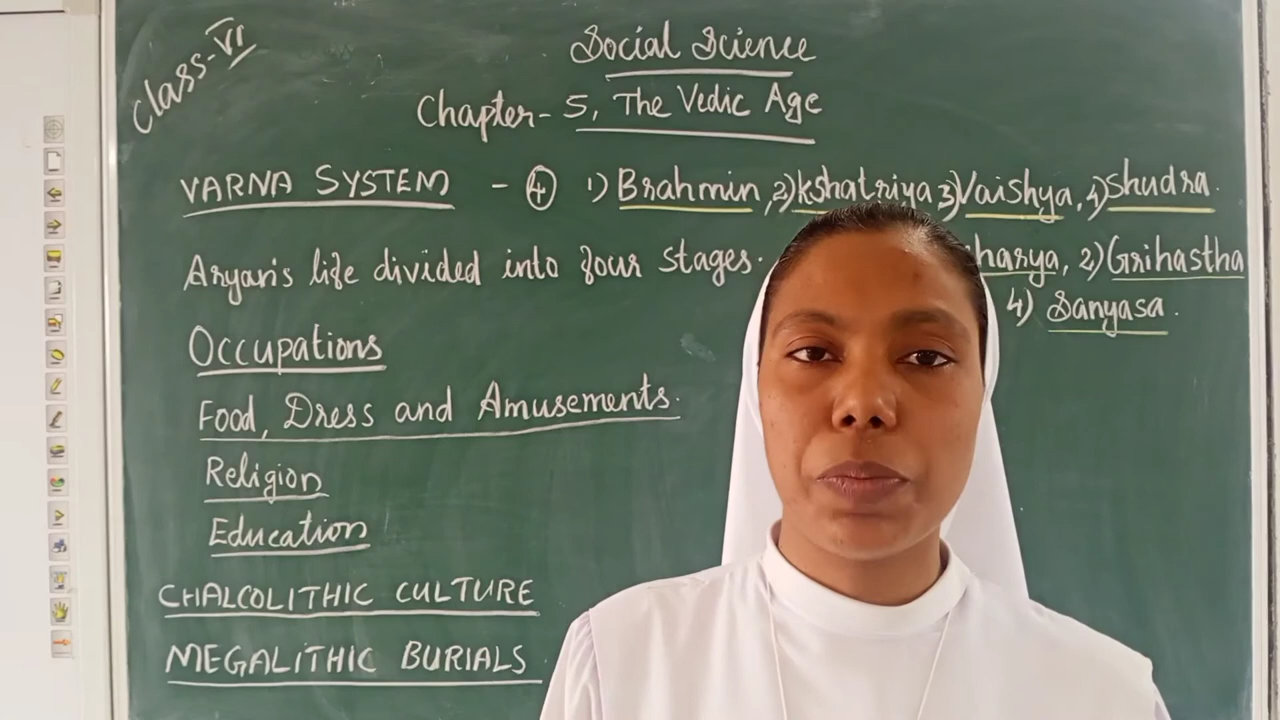 Class-VI
Social Science
Chapter-5, The Vedic Age
VARNA SYSTEM - 4 1) Brahmin, 2) Kshatriya 3) Vaishya, 4) Shudra.
Aryan's life divided into four stages. harya, 2) Grihastha
4) Sanyasa.
Occupations
Food, Dress and Amusements.
Religion
Education
CHALCOLITHIC CULTURE
MEGALITHIC BURIALS